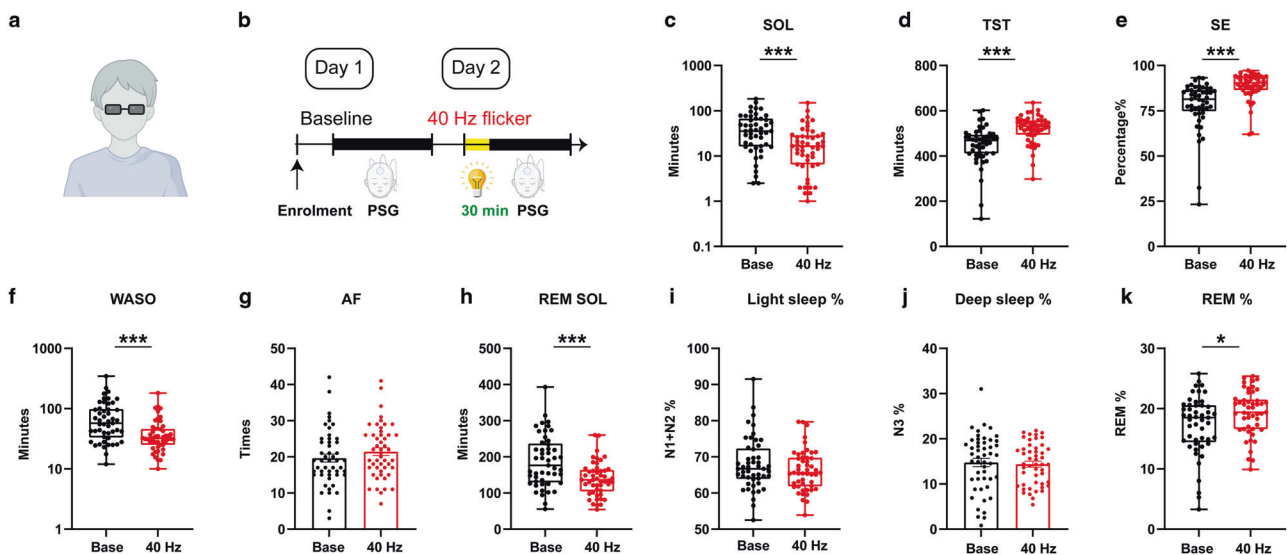 a
b
Day 1
Day 2
Baseline
40 Hz flicker
Enrolment
PSG
30 min
PSG
c
SOL
***
Minutes
1000
100
10
1
0.1
Base
40 Hz
d
TST
***
Minutes
800
600
400
200
0
Base
40 Hz
e
SE
***
Percentage%
100
75
50
25
0
Base
40 Hz
f
WASO
***
Minutes
1000
100
10
1
Base
40 Hz
g
AF
Times
50
40
30
20
10
0
Base
40 Hz
h
REM SOL
***
Minutes
500
400
300
200
100
0
Base
40 Hz
i
Light sleep %
N1+N2 %
100
90
80
70
60
50
Base
40 Hz
j
Deep sleep %
N3 %
40
30
20
10
0
Base
40 Hz
k
REM %
*
REM %
30
20
10
0
Base
40 Hz